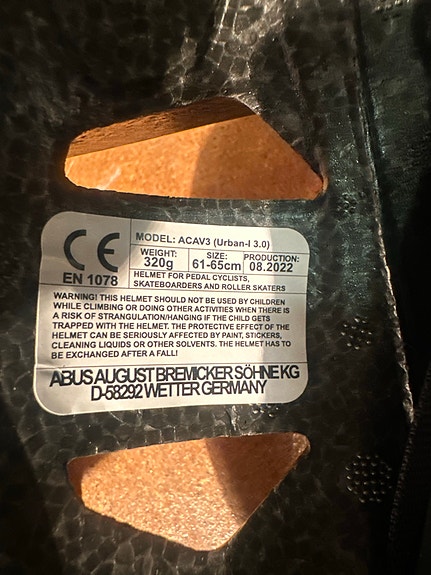 CE
EN 1078
MODEL: ACAV3 (Urban-I 3.0)
WEIGHT: 320g
SIZE: 61-65cm
PRODUCTION: 08.2022
HELMET FOR PEDAL CYCLISTS,
SKATEBOARDERS AND ROLLER SKATERS
WARNING! THIS HELMET SHOULD NOT BE USED BY CHILDREN
WHILE CLIMBING OR DOING OTHER ACTIVITIES WHEN THERE IS
A RISK OF STRANGULATION/HANGING IF THE CHILD GETS
TRAPPED WITH THE HELMET. THE PROTECTIVE EFFECT OF THE
HELMET CAN BE SERIOUSLY AFFECTED BY PAINT, STICKERS,
CLEANING LIQUIDS OR OTHER SOLVENTS. THE HELMET HAS TO
BE EXCHANGED AFTER A FALL!
ABUS AUGUST BREMICKER SÖHNE KG
D-58292 WETTER GERMANY